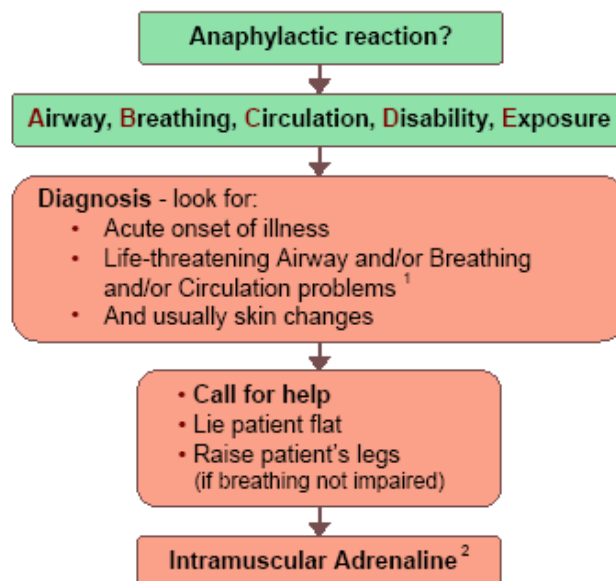 Anaphylactic reaction?
Airway, Breathing, Circulation, Disability, Exposure
Diagnosis - look for:
• Acute onset of illness
• Life-threatening Airway and/or Breathing
and/or Circulation problems ¹
• And usually skin changes
• Call for help
• Lie patient flat
• Raise patient's legs
(if breathing not impaired)
Intramuscular Adrenaline ²